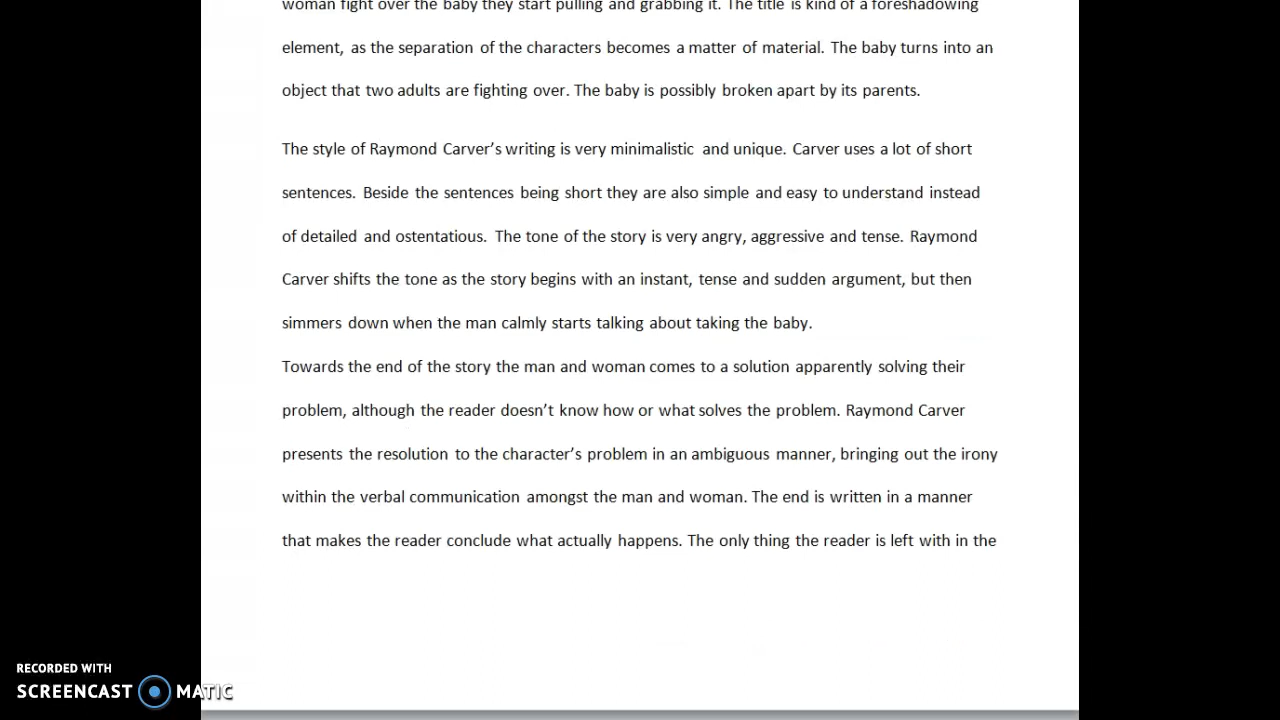 woman fight over the baby they start pulling and grabbing it. The title is kind of a foreshadowing
element, as the separation of the characters becomes a matter of material. The baby turns into an
object that two adults are fighting over. The baby is possibly broken apart by its parents.
The style of Raymond Carver’s writing is very minimalistic and unique. Carver uses a lot of short
sentences. Beside the sentences being short they are also simple and easy to understand instead
of detailed and ostentatious. The tone of the story is very angry, aggressive and tense. Raymond
Carver shifts the tone as the story begins with an instant, tense and sudden argument, but then
simmers down when the man calmly starts talking about taking the baby.
Towards the end of the story the man and woman comes to a solution apparently solving their
problem, although the reader doesn’t know how or what solves the problem. Raymond Carver
presents the resolution to the character’s problem in an ambiguous manner, bringing out the irony
within the verbal communication amongst the man and woman. The end is written in a manner
that makes the reader conclude what actually happens. The only thing the reader is left with in the
RECORDED WITH
SCREENCAST MATIC